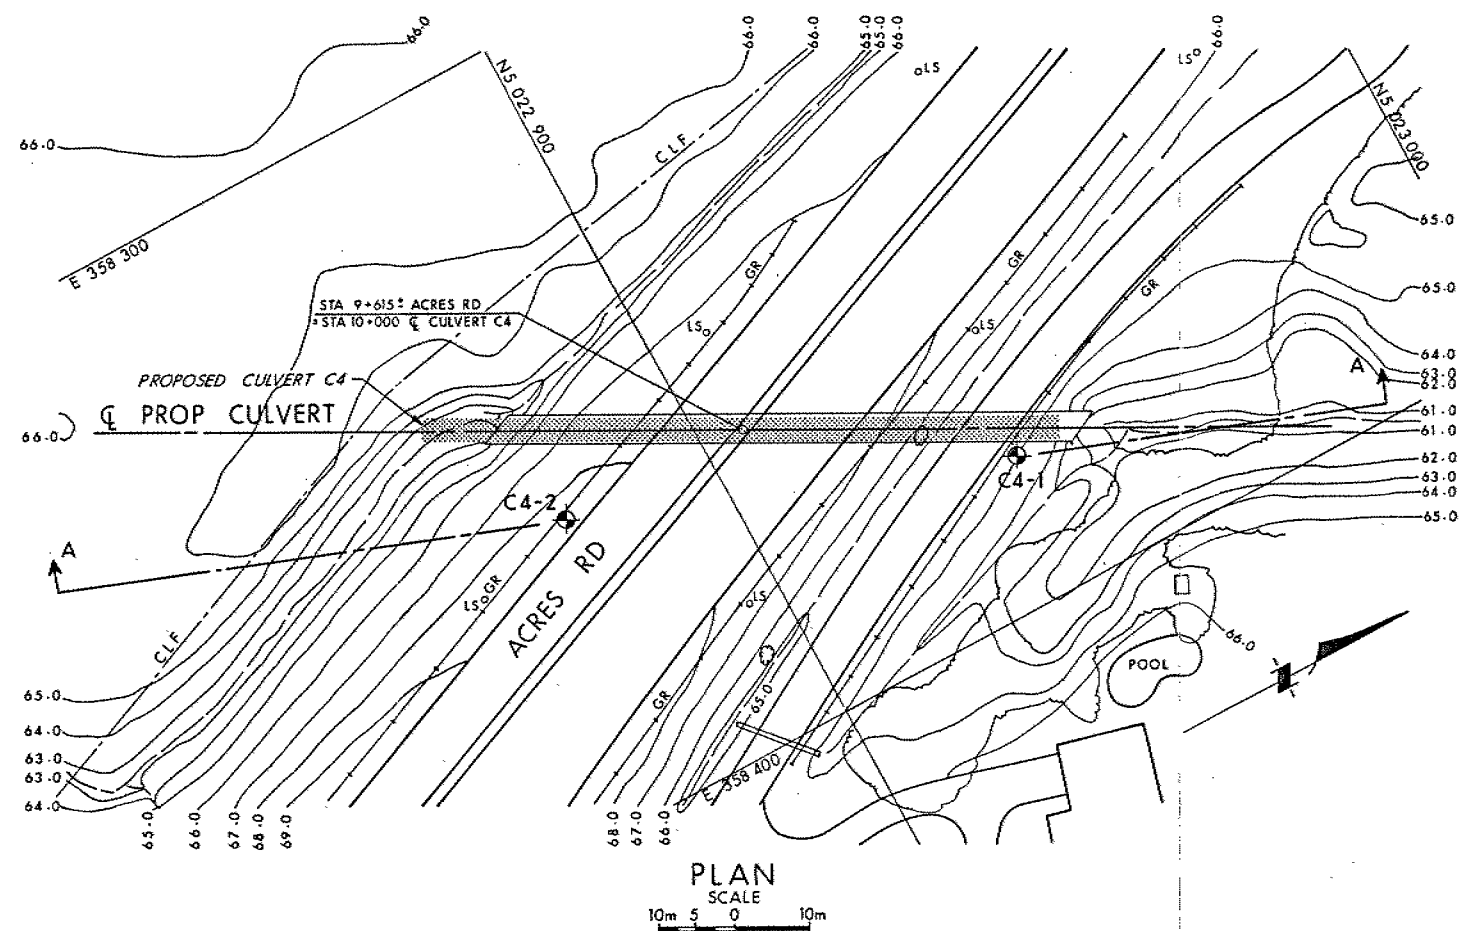 66.0
66.0
66.0
65.0
65.0
66.0
66.0
LS
LS
N5 022 900
N5 023 000
66.0
C.L.F.
65.0
E 358 300
GR
GR
GR
65.0
STA 9+615± ACRES RD
= STA 10+000 ℄ CULVERT C4
LS
LS
64.0
PROPOSED CULVERT C4
A
63.0
62.0
℄ PROP CULVERT
61.0
66.0
61.0
62.0
C4-1
63.0
64.0
C4-2
65.0
A
ACRES RD
LS
GR
LS
C.L.F.
66.0
POOL
65.0
GR
65.0
64.0
63.0
63.0
E 358 400
64.0
65.0
66.0
67.0
68.0
69.0
68.0
67.0
66.0
PLAN
SCALE
10m 5 0 10m